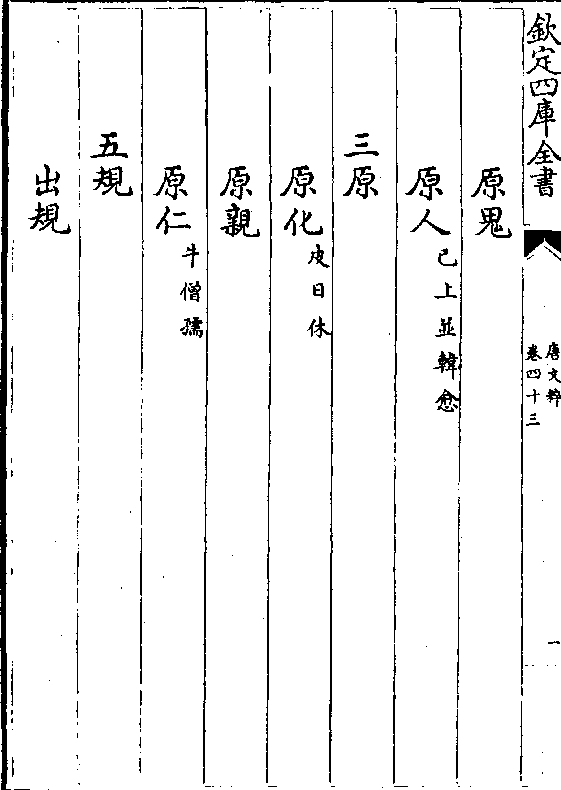 欽定四庫全書
唐文粹
卷四十三
一
原鬼
原人已上並韓愈
三原
原化皮日休
原親
原仁牛僧孺
五規
出規